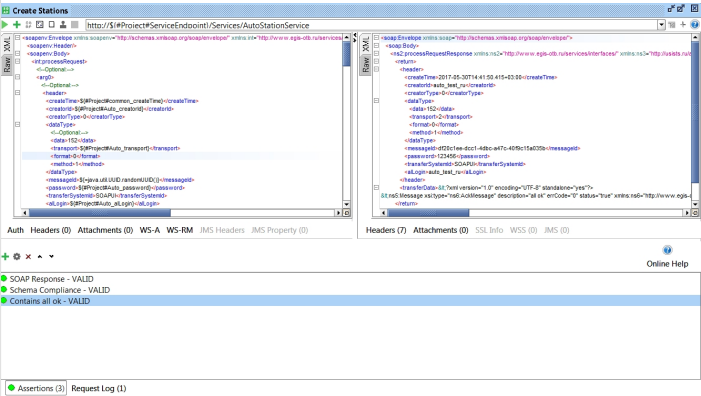 Create Stations
http://${#Project#ServiceEndpoint}/Services/AutoStationService
XML
Raw
<soapenv:Envelope xmlns:soapenv="http://schemas.xmlsoap.org/soap/envelope/" xmlns:int="http://www.egis-otb.ru/services/
<soapenv:Header/>
<soapenv:Body>
<int:processRequest>
<!--Optional:-->
<arg0>
<!--Optional:-->
<header>
<createTime>${#Project#common_createTime}</createTime>
<creatorId>${#Project#Auto_creatorId}</creatorId>
<creatorType>0</creatorType>
<dataType>
<!--Optional:-->
<data>152</data>
<transport>${#Project#Auto_transport}</transport>
<format>0</format>
<method>1</method>
</dataType>
<messageId>${=java.util.UUID.randomUUID()}</messageId>
<password>${#Project#Auto_password}</password>
<transferSystemId>SOAPUI</transferSystemId>
<aiLogin>${#Project#Auto_aiLogin}</aiLogin>
Auth Headers (0) Attachments (0) WS-A WS-RM JMS Headers JMS Property (0)
XML
Raw
<soap:Envelope xmlns:soap="http://schemas.xmlsoap.org/soap/envelope/">
<soap:Body>
<ns2:processRequestResponse xmlns:ns2="http://www.egis-otb.ru/services/interfaces/" xmlns:ns3="http://usists.ru/
<return>
<header>
<createTime>2017-05-30T14:41:50.415+03:00</createTime>
<creatorId>auto_test_ru</creatorId>
<creatorType>0</creatorType>
<dataType>
<data>152</data>
<transport>2</transport>
<format>0</format>
<method>1</method>
</dataType>
<password>123456</password>
<transferSystemId>SOAPUI</transferSystemId>
<aiLogin>auto_test_ru</aiLogin>
</header>
<transferData>&lt;?xml version="1.0" encoding="UTF-8" standalone="yes"?>
&lt;ns5:Message xsi:type="ns6:AckMessage" description="all ok" errCode="0" status="true" xmlns:ns6="http://www.egis-
</return>
Headers (7) Attachments (0) SSL Info WSS (0) JMS (0)
Online Help
SOAP Response - VALID
Schema Compliance - VALID
Contains all ok - VALID
Assertions (3) Request Log (1)